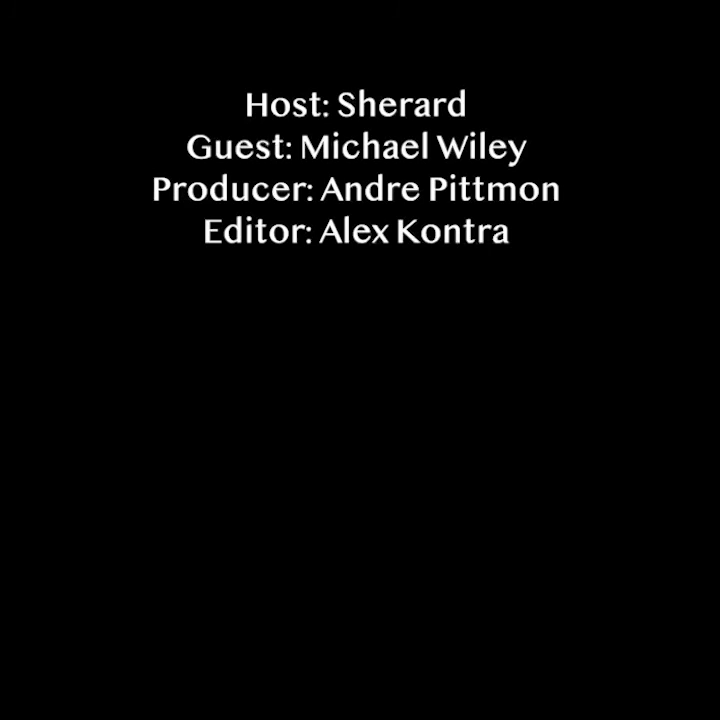 Host: Sherard
Guest: Michael Wiley
Producer: Andre Pittmon
Editor: Alex Kontra